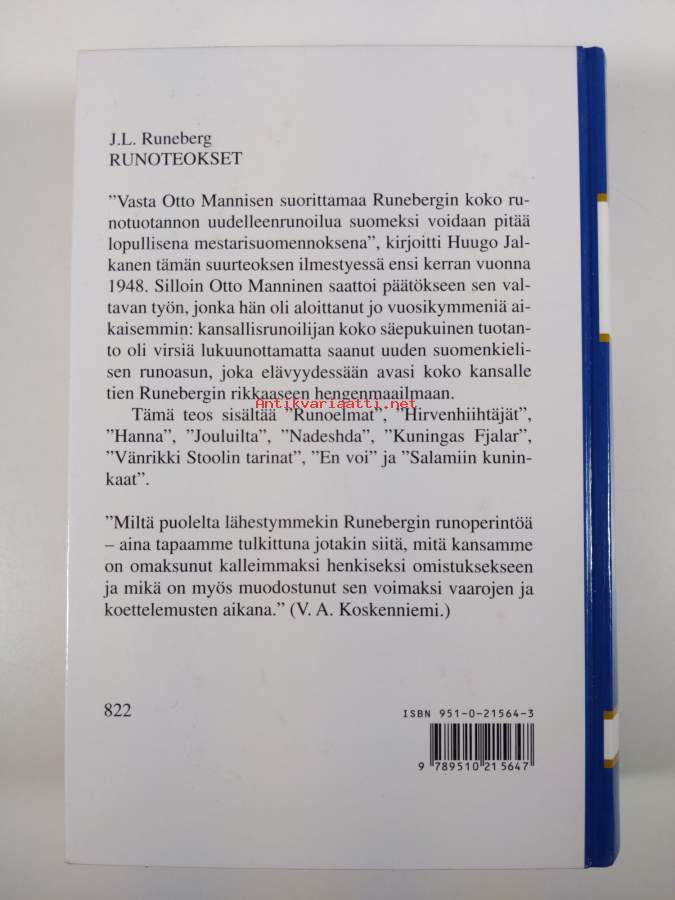 J.L. Runeberg
RUNOTEOKSET
”Vasta Otto Mannisen suorittamaa Runebergin koko ru-
notuotannon uudelleenrunoilua suomeksi voidaan pitää
lopullisena mestarisuomennoksena”, kirjoitti Huugo Jal-
kanen tämän suurteoksen ilmestyessä ensi kerran vuonna
1948. Silloin Otto Manninen saattoi päätökseen sen val-
tavan työn, jonka hän oli aloittanut jo vuosikymmeniä ai-
kaisemmin: kansallisrunoilijan koko säepukuinen tuotan-
to oli virsiä lukuunottamatta saanut uuden suomenkieli-
sen runoasun, joka elävyydessään avasi koko kansalle
tien Runebergin rikkaaseen hengenmaailmaan.
Antikvariaatti.net
Tämä teos sisältää ”Runoelmat”, ”Hirvenhiihtäjät”,
”Hanna”, ”Jouluilta”, ”Nadeshda”, ”Kuningas Fjalar”,
”Vänrikki Stoolin tarinat”, ”En voi” ja ”Salamiin kunin-
kaat”.
”Miltä puolelta lähestymmekin Runebergin runoperintöä
– aina tapaamme tulkittuna jotakin siitä, mitä kansamme
on omaksunut kalleimmaksi henkiseksi omistuksekseen
ja mikä on myös muodostunut sen voimaksi vaarojen ja
koettelemusten aikana.” (V. A. Koskenniemi.)
822
ISBN 951-0-21564-3
9 789510 215647